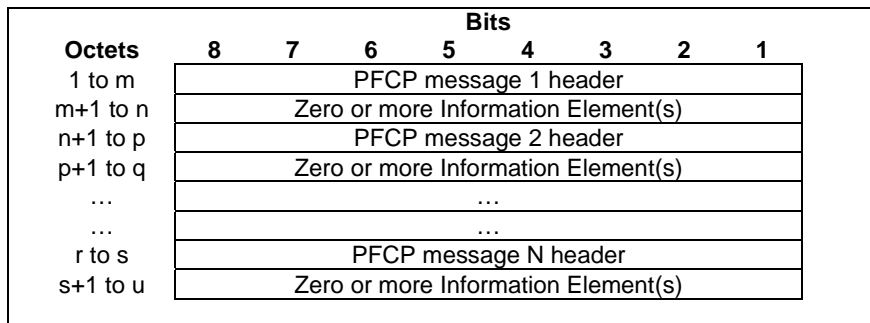 Bits
Octets 8 7 6 5 4 3 2 1
1 to m PFCP message 1 header
m+1 to n Zero or more Information Element(s)
n+1 to p PFCP message 2 header
p+1 to q Zero or more Information Element(s)
… …
… …
r to s PFCP message N header
s+1 to u Zero or more Information Element(s)